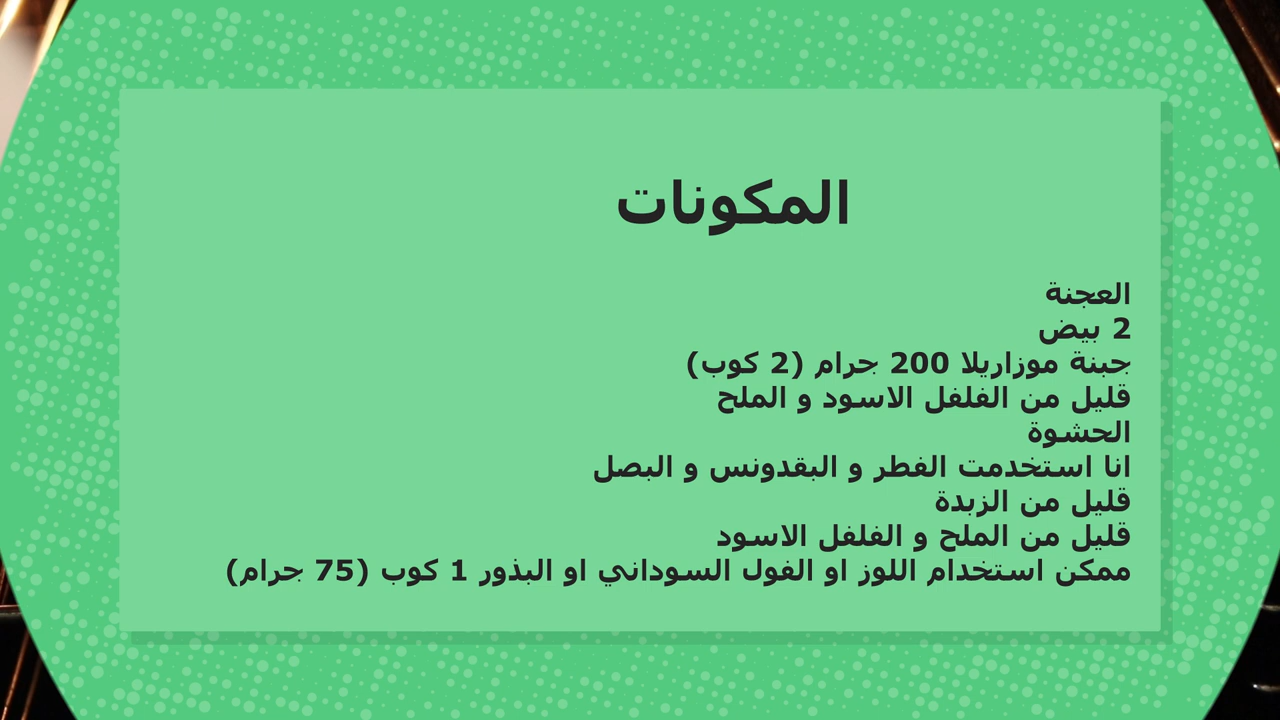 المكونات
العجنة
2 بيض
جبنة موزاريلا 200 جرام (2 كوب)
قليل من الفلفل الاسود و الملح
الحشوة
انا استخدمت الفطر و البقدونس و البصل
قليل من الزبدة
قليل من الملح و الفلفل الاسود
ممكن استخدام اللوز او الفول السوداني او البذور 1 كوب (75 جرام)